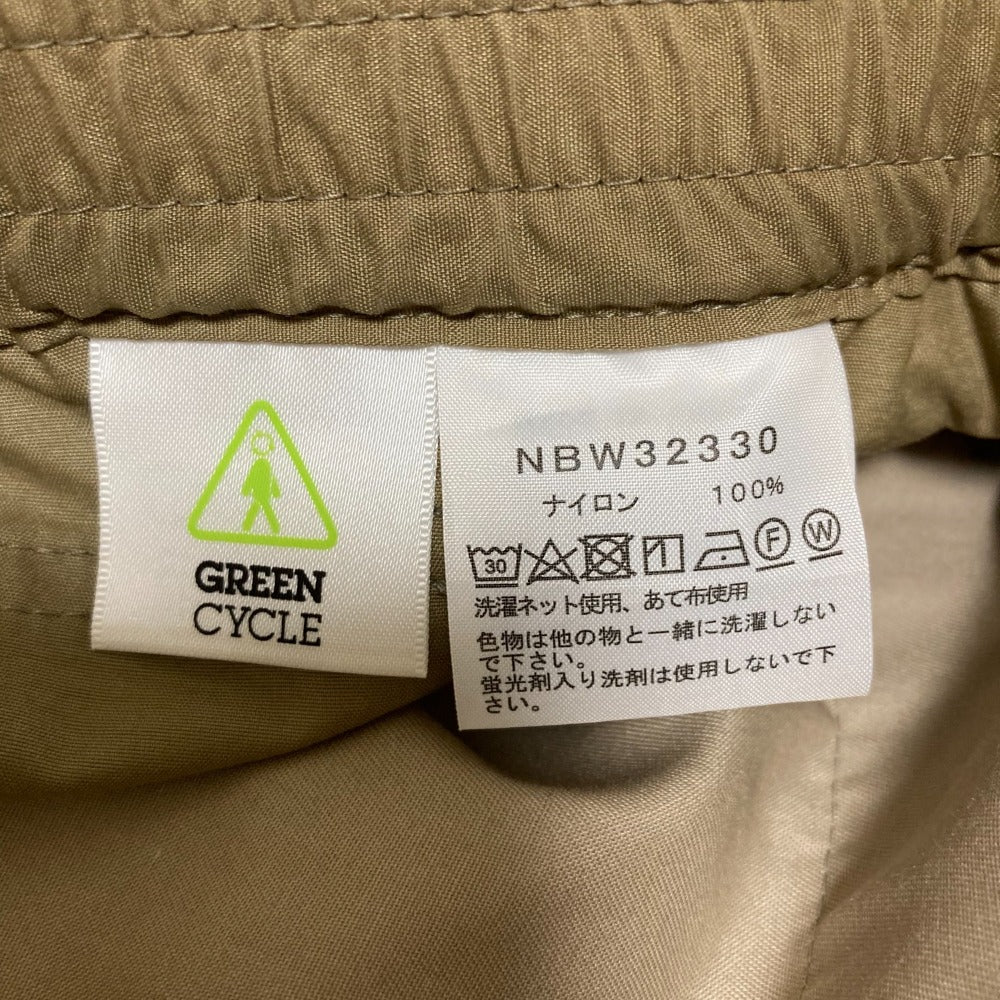 GREEN
CYCLE
NBW32330
ナイロン 100%
30 F W
洗濯ネット使用、あて布使用
色物は他の物と一緒に洗濯しない
で下さい。
蛍光剤入り洗剤は使用しないで下
さい。